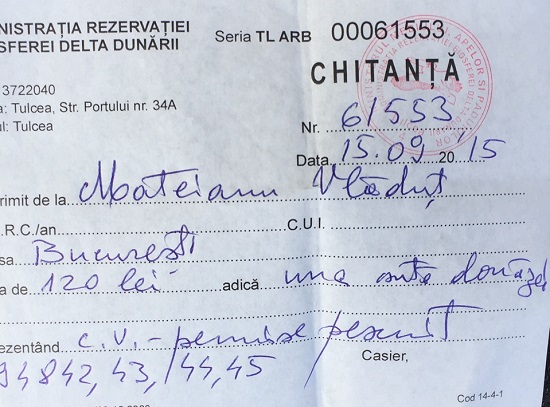 NISTRAȚIA REZERVAȚIEI
SFEREI DELTA DUNĂRII
Seria TL ARB 00061553
3722040
CHITANȚĂ
a: Tulcea, Str. Portului nr. 34A
ul: Tulcea
Nr. 61553
Data, 15.09 2015
rimit de la Mateianu Vlăduț
.R.C./an C.U.I.
sa București
a de 120 lei adică una sută douăzeci
ezentând c.v. - permise pescuit
Casier,
94842, 43, 44, 45
Cod 14-4-1